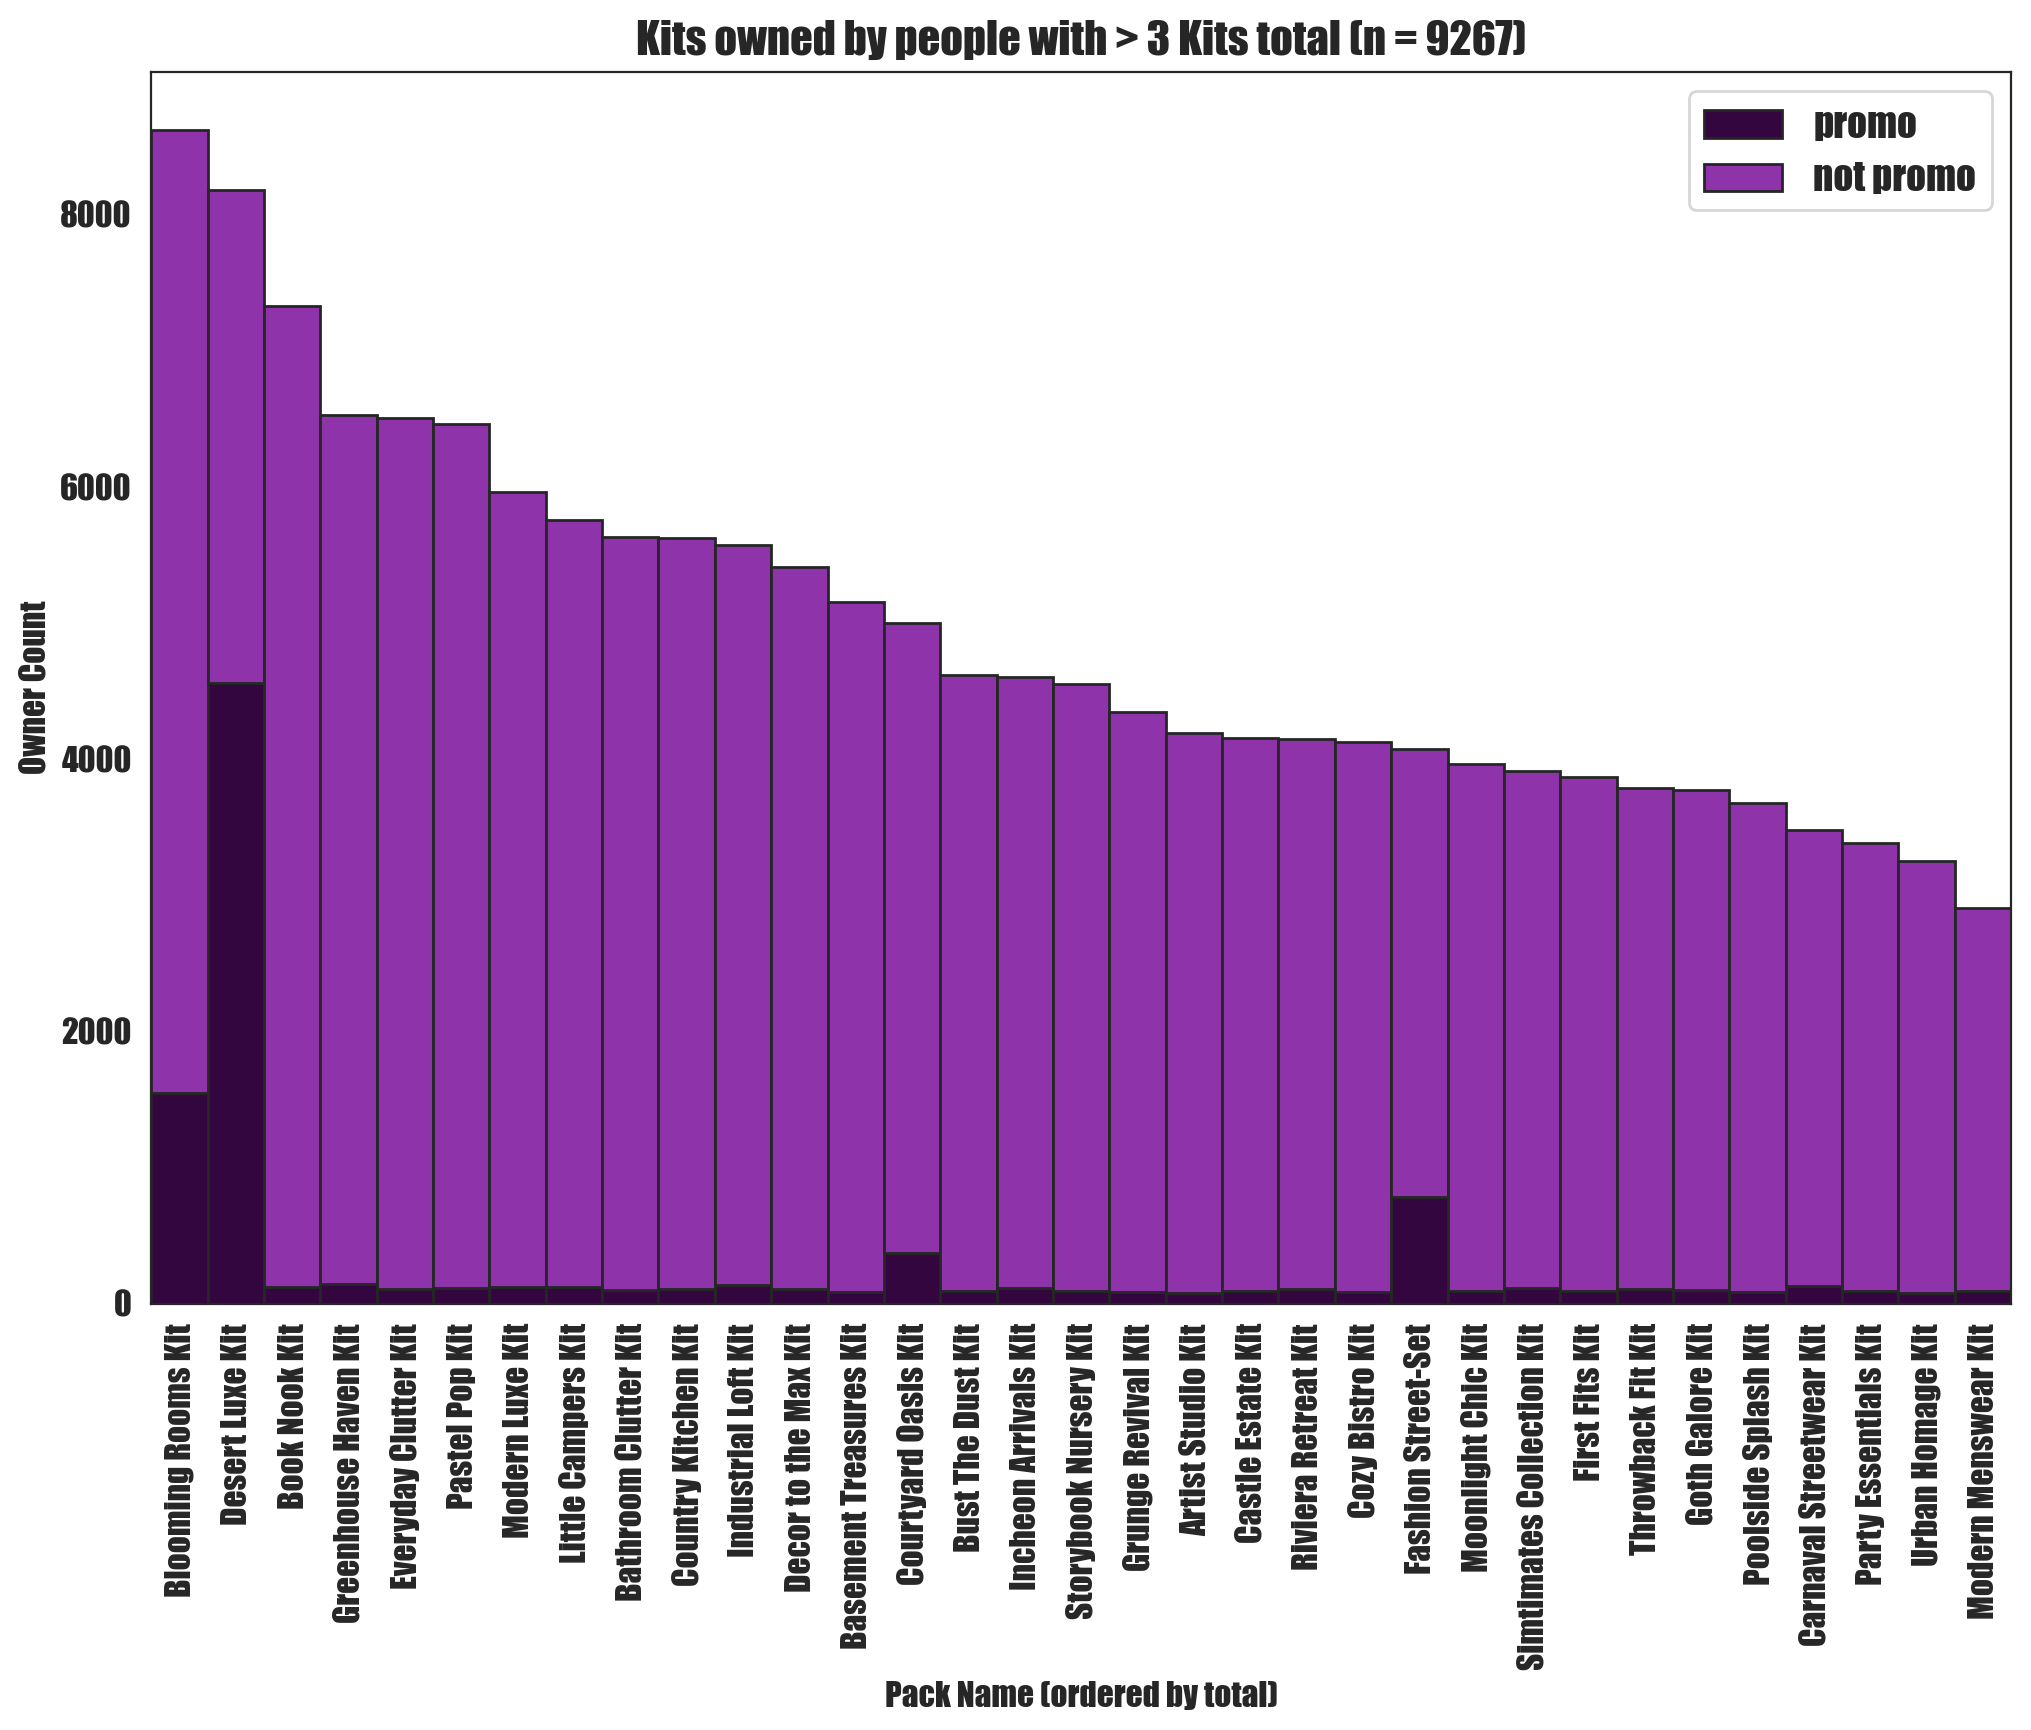 Kits owned by people with > 3 Kits total (n = 9267)
promo
not promo
Owner Count
8000
6000
4000
2000
0
Blooming Rooms Kit
Desert Luxe Kit
Book Nook Kit
Greenhouse Haven Kit
Everyday Clutter Kit
Pastel Pop Kit
Modern Luxe Kit
Little Campers Kit
Bathroom Clutter Kit
Country Kitchen Kit
Industrial Loft Kit
Decor to the Max Kit
Basement Treasures Kit
Courtyard Oasis Kit
Bust The Dust Kit
Incheon Arrivals Kit
Storybook Nursery Kit
Grunge Revival Kit
Artist Studio Kit
Castle Estate Kit
Riviera Retreat Kit
Cozy Bistro Kit
Fashion Street-Set
Moonlight Chic Kit
Simtimates Collection Kit
First Fits Kit
Throwback Fit Kit
Goth Galore Kit
Poolside Splash Kit
Carnaval Streetwear Kit
Party Essentials Kit
Urban Homage Kit
Modern Menswear Kit
Pack Name (ordered by total)